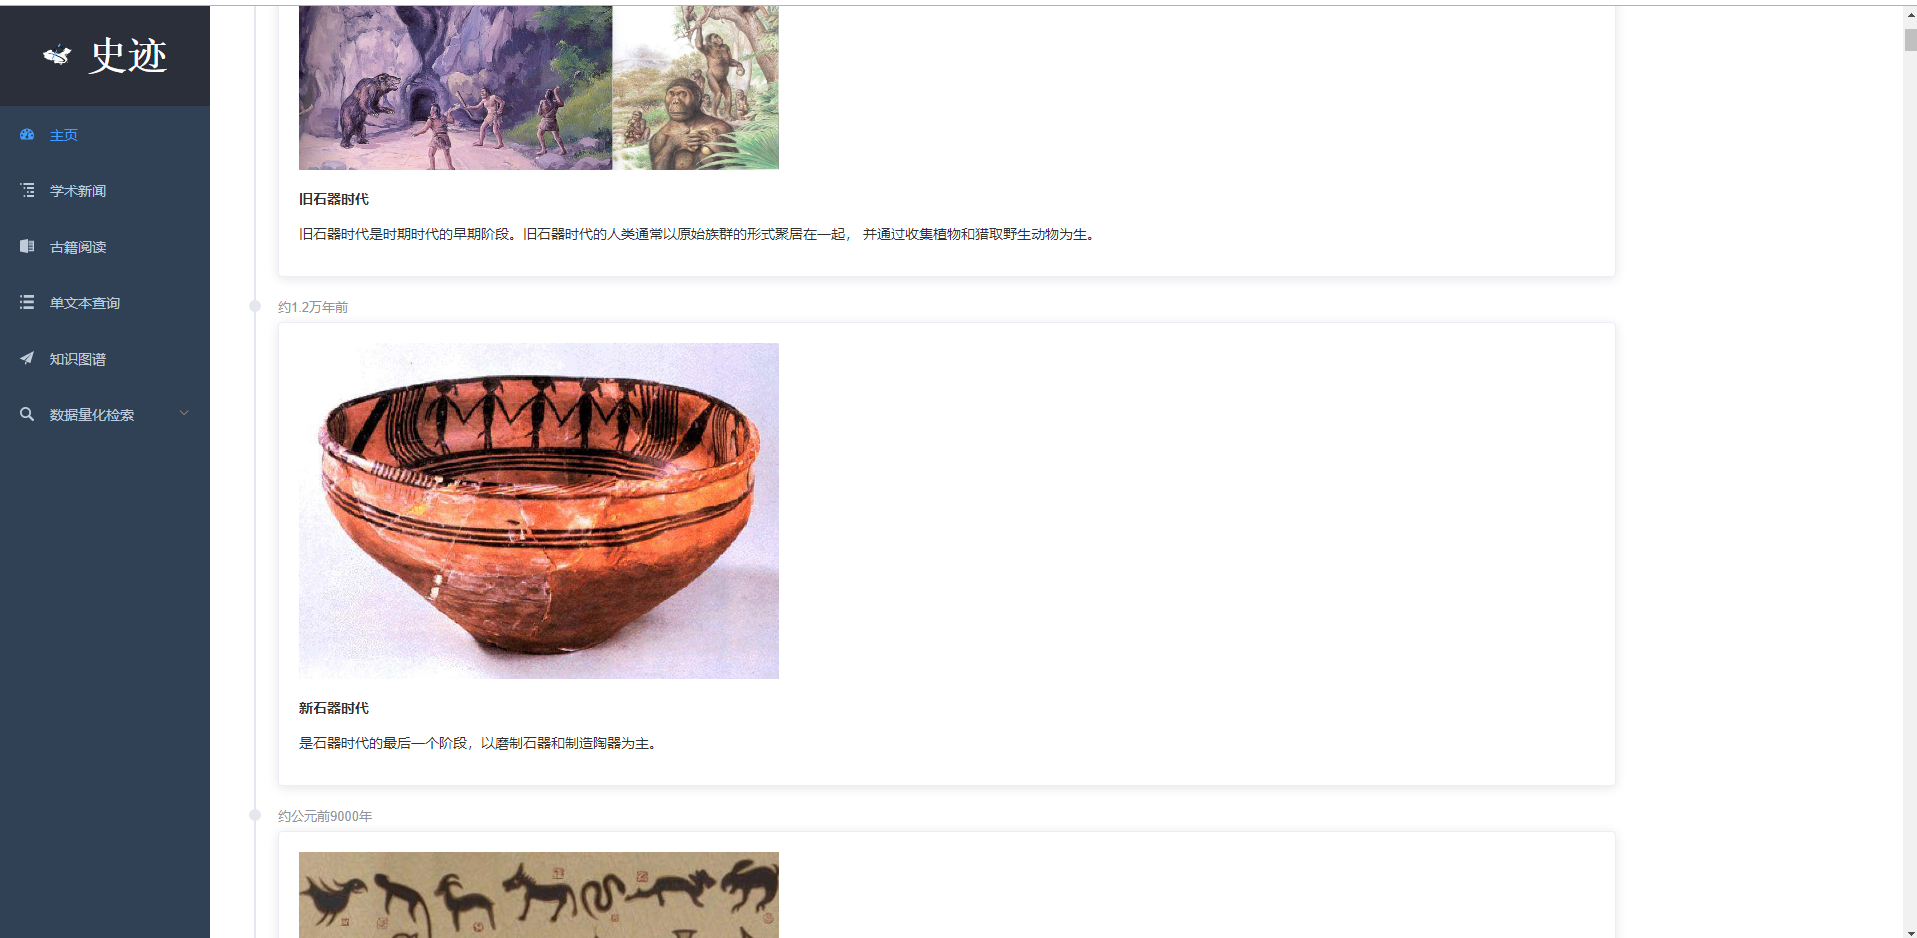 史迹
主页
学术新闻
古籍阅读
单文本查询
知识图谱
数据量化检索
旧石器时代
旧石器时代是时期时代的早期阶段。旧石器时代的人类通常以原始族群的形式聚居在一起， 并通过收集植物和猎取野生动物为生。
约1.2万年前
新石器时代
是石器时代的最后一个阶段，以磨制石器和制造陶器为主。
约公元前9000年